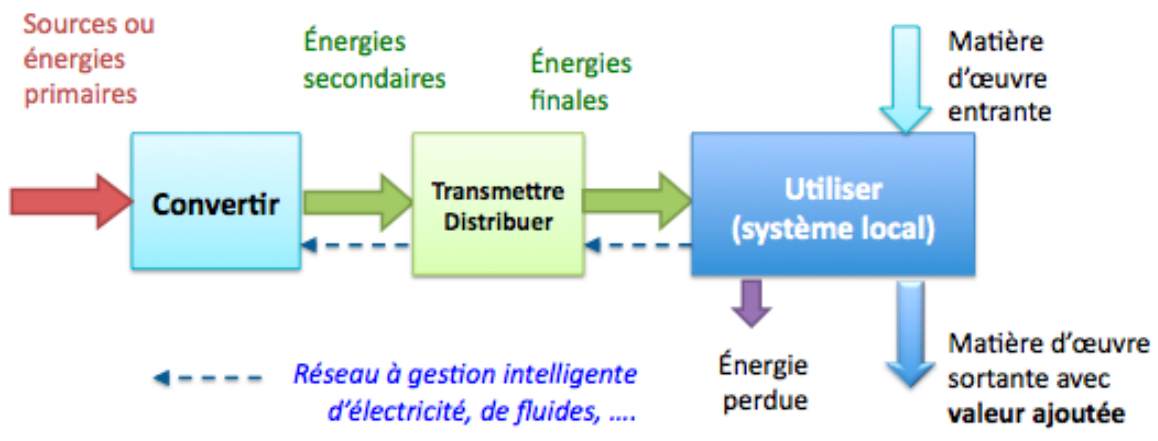 Sources ou
énergies
primaires
Énergies
secondaires
Énergies
finales
Matière
d'œuvre
entrante
Convertir
Transmettre
Distribuer
Utiliser
(système local)
Énergie
perdue
Matière d'œuvre
sortante avec
valeur ajoutée
Réseau à gestion intelligente
d'électricité, de fluides, ....